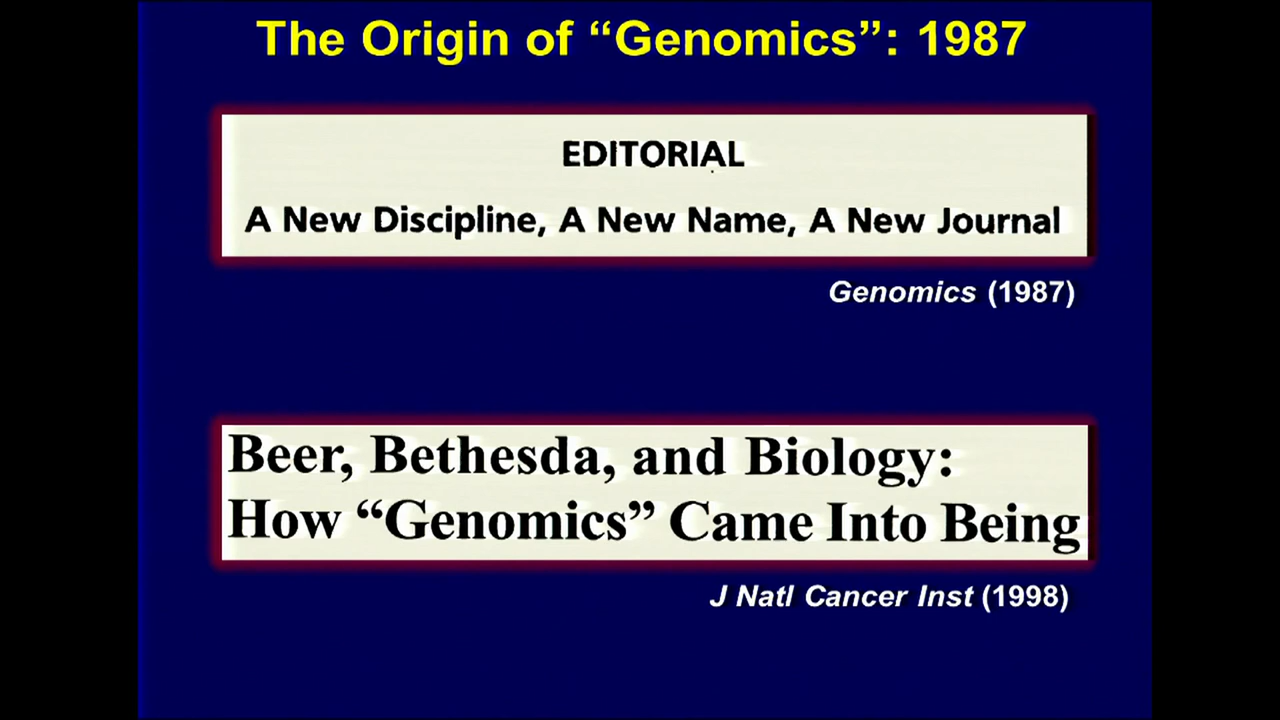 The Origin of “Genomics”: 1987
EDITORIAL
A New Discipline, A New Name, A New Journal
Genomics (1987)
Beer, Bethesda, and Biology:
How “Genomics” Came Into Being
J Natl Cancer Inst (1998)